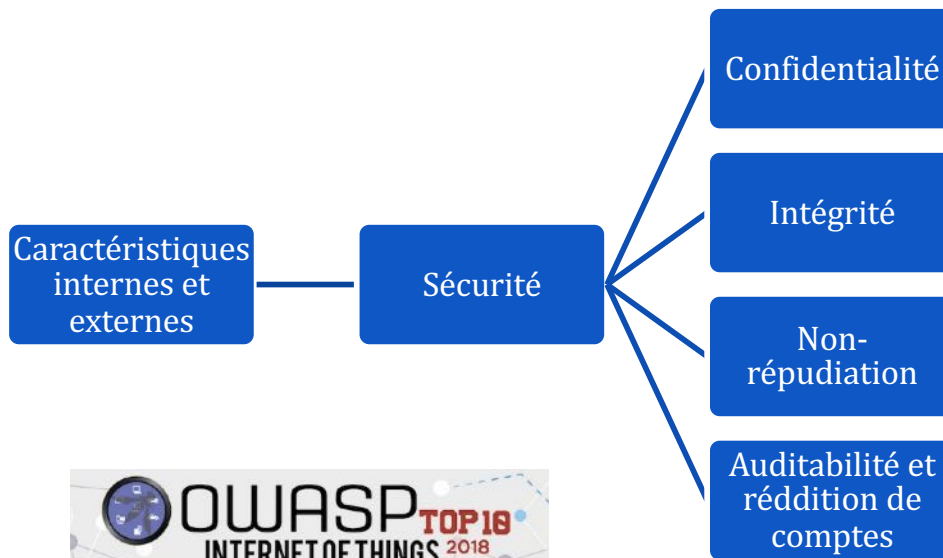 Caractéristiques
internes et
externes
Sécurité
Confidentialité
Intégrité
Non-
répudiation
Auditabilité et
réddition de
comptes
OWASP TOP 10
INTERNET OF THINGS 2018